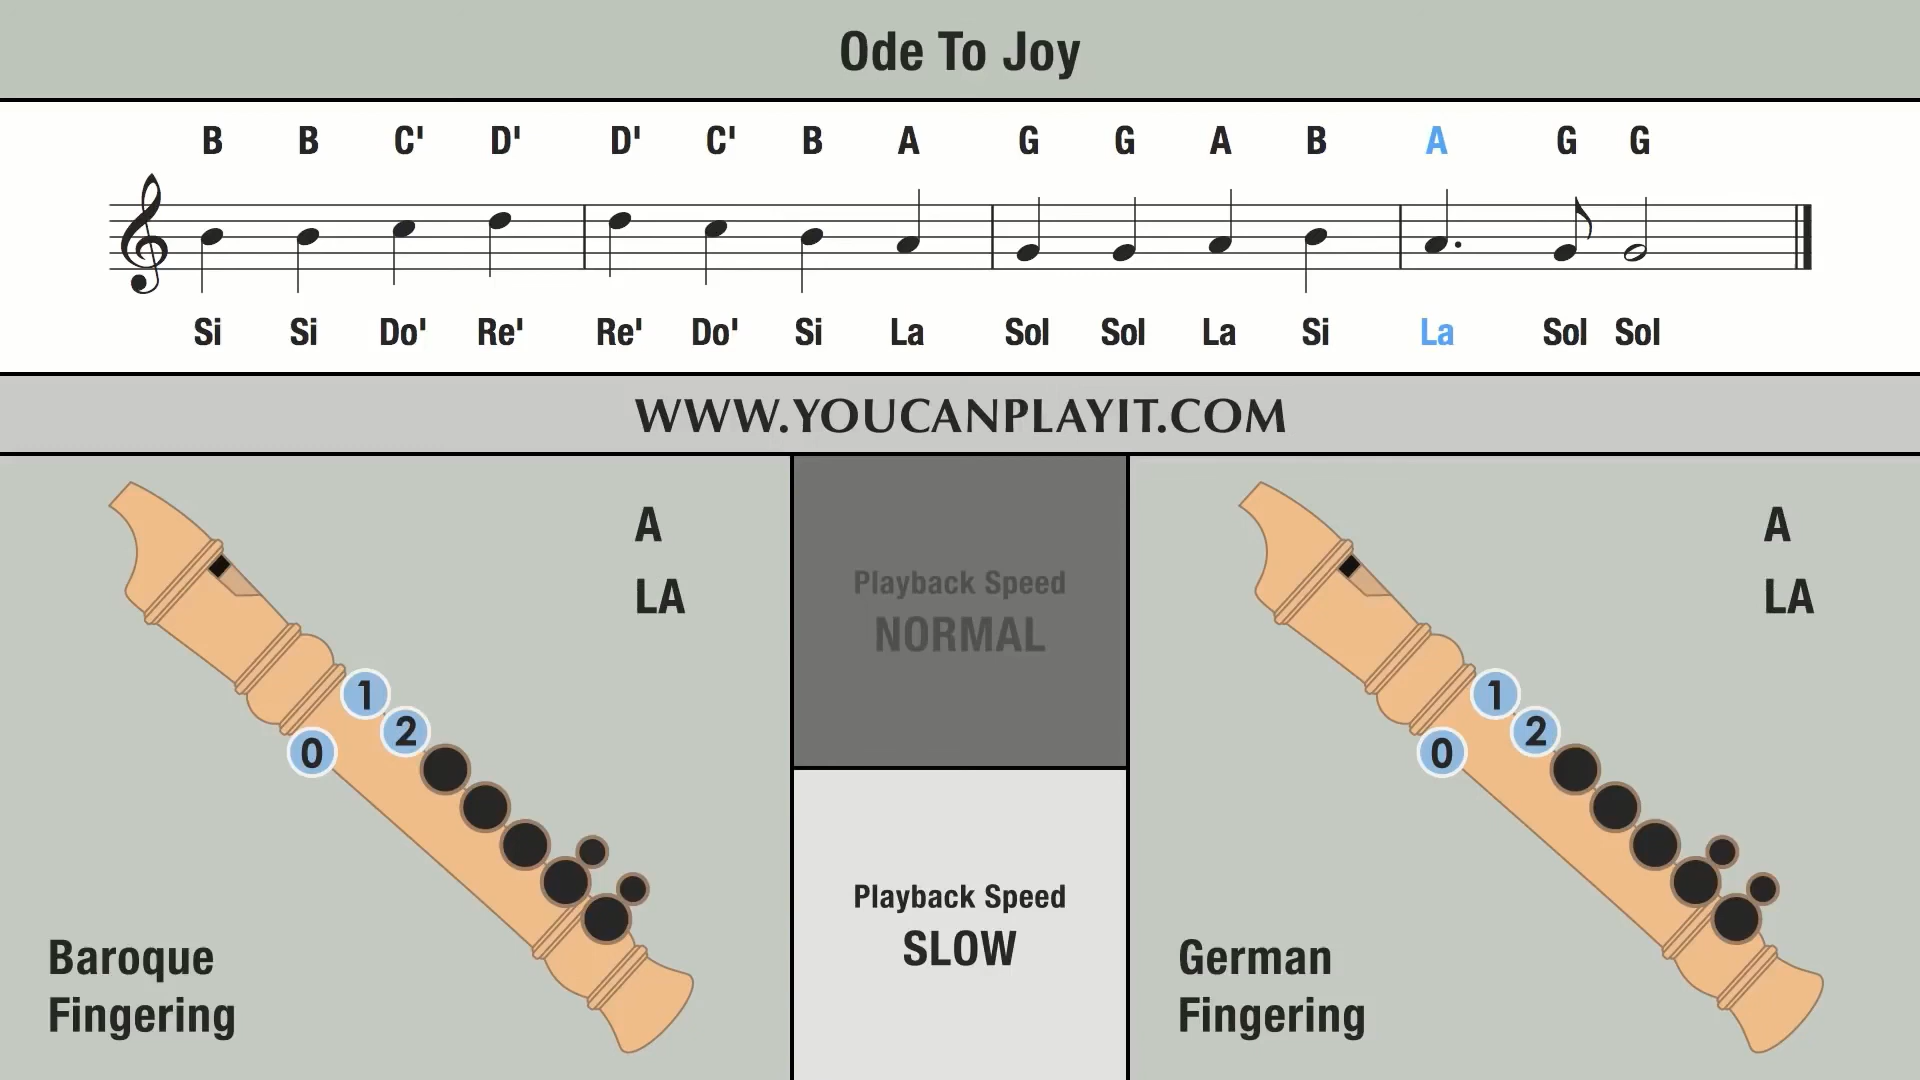 Ode To Joy
B B C' D' D' C' B A G G A B A G G
Si Si Do' Re' Re' Do' Si La Sol Sol La Si La Sol Sol
WWW.YOUCANPLAYIT.COM
A
LA
1
2
0
Baroque
Fingering
Playback Speed
NORMAL
Playback Speed
SLOW
A
LA
1
2
0
German
Fingering